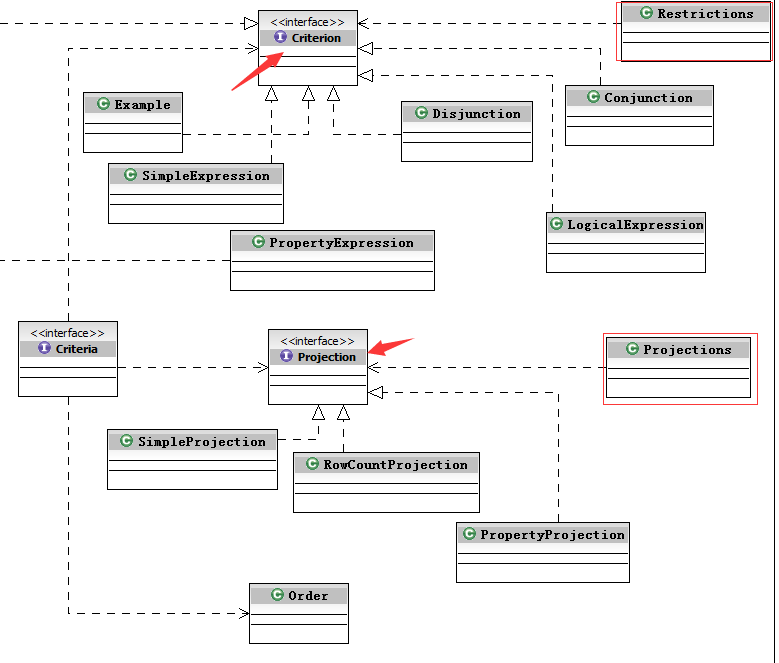 <<interface>>
Criterion
Restrictions
Example
Disjunction
Conjunction
SimpleExpression
LogicalExpression
PropertyExpression
<<interface>>
Criteria
<<interface>>
Projection
Projections
SimpleProjection
RowCountProjection
PropertyProjection
Order